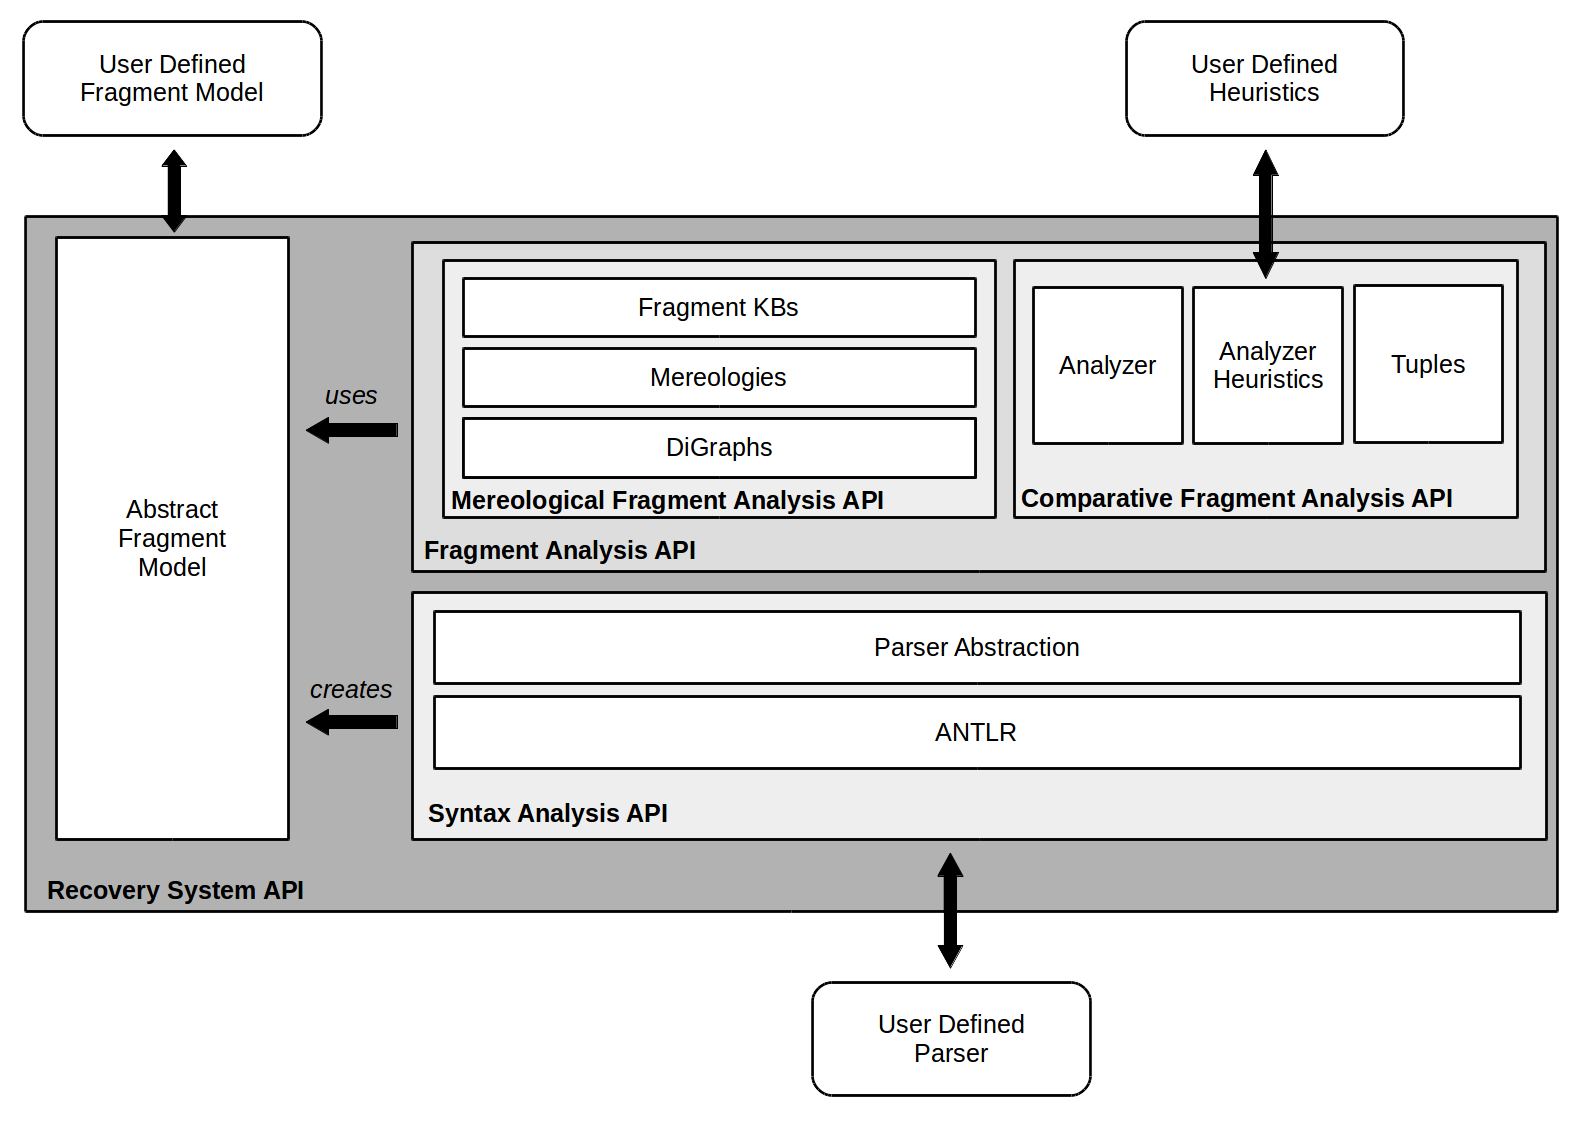 User Defined
Fragment Model
User Defined
Heuristics
Fragment KBs
Mereologies
DiGraphs
Mereological Fragment Analysis API
Analyzer
Analyzer
Heuristics
Tuples
Comparative Fragment Analysis API
Fragment Analysis API
uses
Abstract
Fragment
Model
creates
Parser Abstraction
ANTLR
Syntax Analysis API
Recovery System API
User Defined
Parser